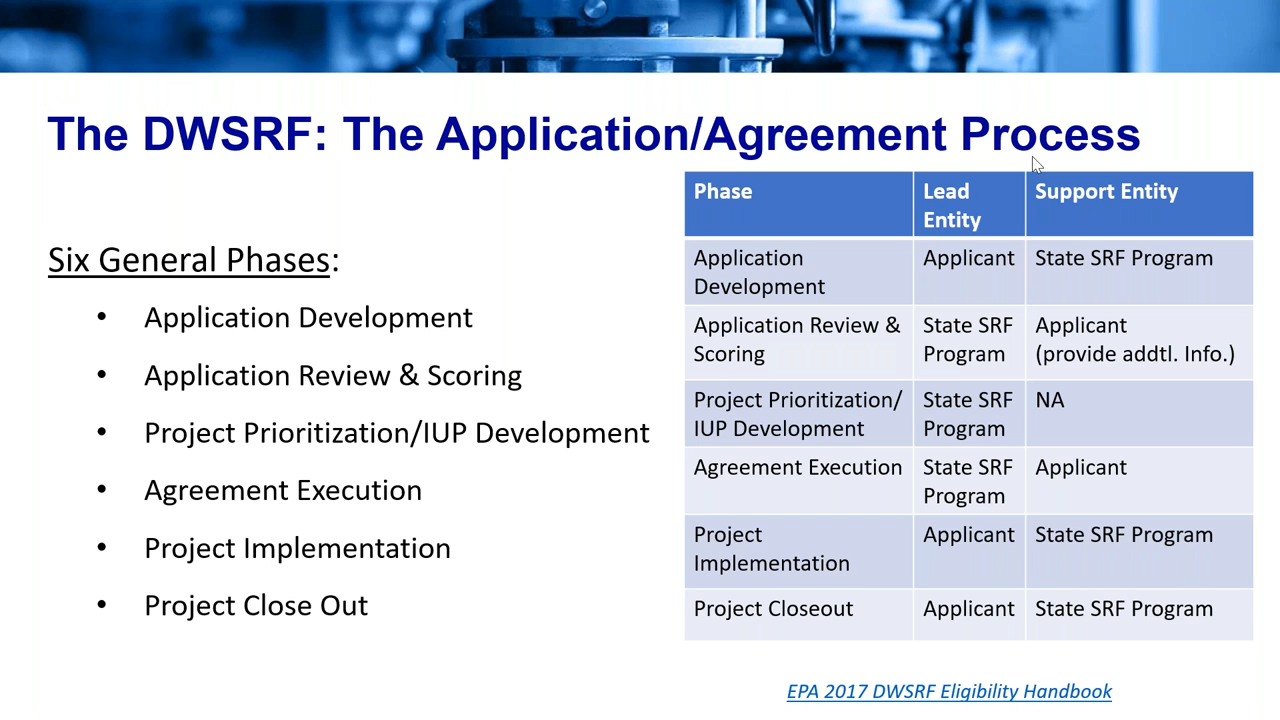 The DWSRF: The Application/Agreement Process
Six General Phases:
• Application Development
• Application Review & Scoring
• Project Prioritization/IUP Development
• Agreement Execution
• Project Implementation
• Project Close Out
Phase Lead Entity Support Entity
Application Development Applicant State SRF Program
Application Review & Scoring State SRF Program Applicant (provide addtl. Info.)
Project Prioritization/ IUP Development State SRF Program NA
Agreement Execution State SRF Program Applicant
Project Implementation Applicant State SRF Program
Project Closeout Applicant State SRF Program
EPA 2017 DWSRF Eligibility Handbook